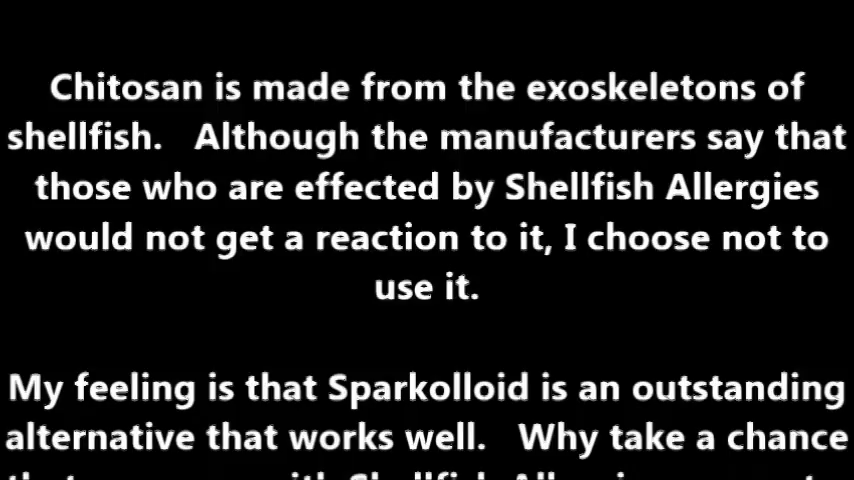 Chitosan is made from the exoskeletons of
shellfish.   Although the manufacturers say that
those who are effected by Shellfish Allergies
would not get a reaction to it, I choose not to
use it.
My feeling is that Sparkolloid is an outstanding
alternative that works well.   Why take a chance
with Shellfish